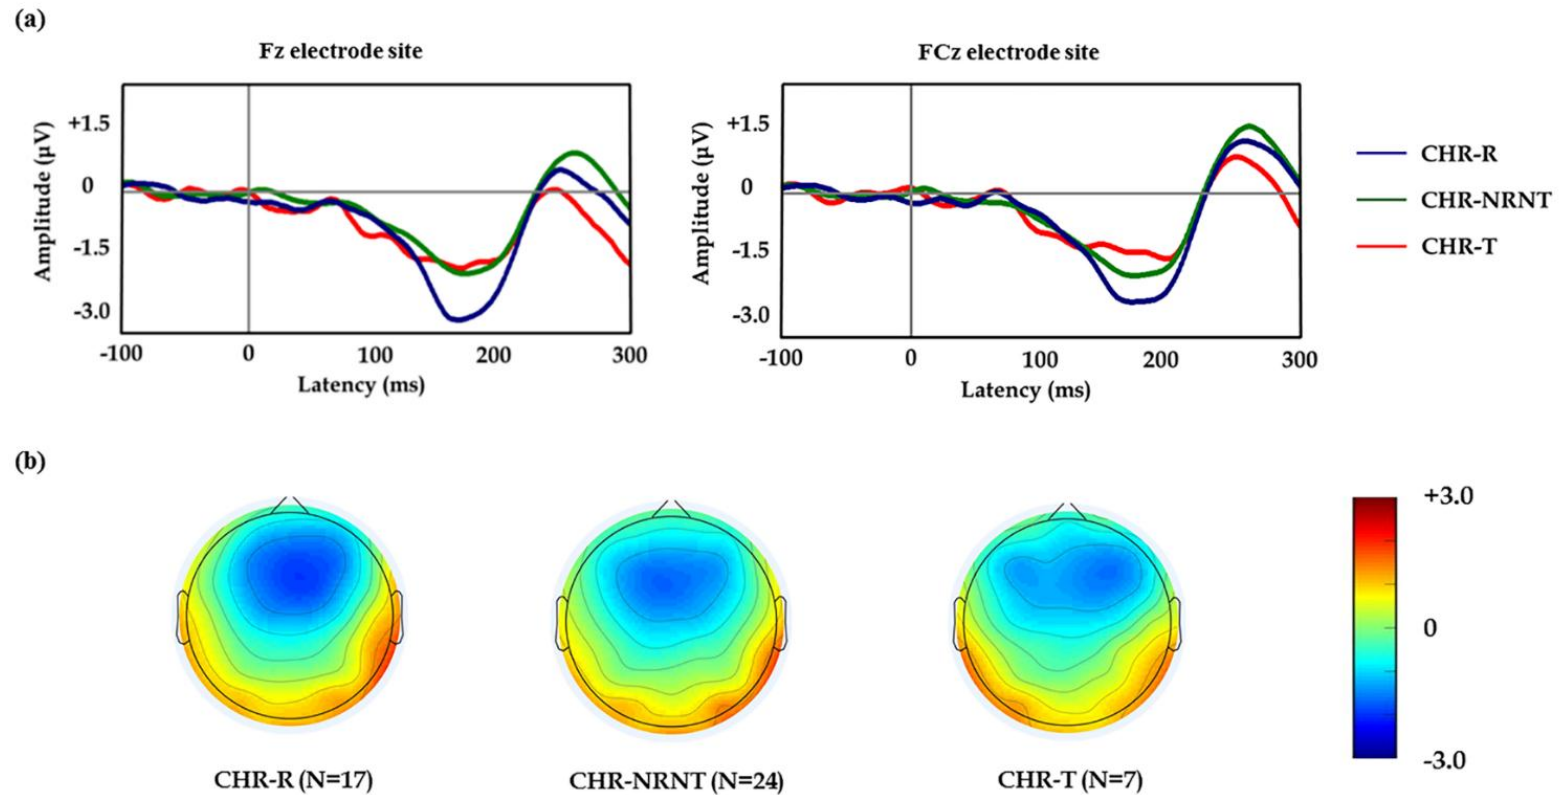 (a)
Fz electrode site
Amplitude (µV)
+1.5
0
-1.5
-3.0
-100 0 100 200 300
Latency (ms)
FCz electrode site
Amplitude (µV)
+1.5
0
-1.5
-3.0
-100 0 100 200 300
Latency (ms)
CHR-R
CHR-NRNT
CHR-T
(b)
CHR-R (N=17)
CHR-NRNT (N=24)
CHR-T (N=7)
+3.0
0
-3.0